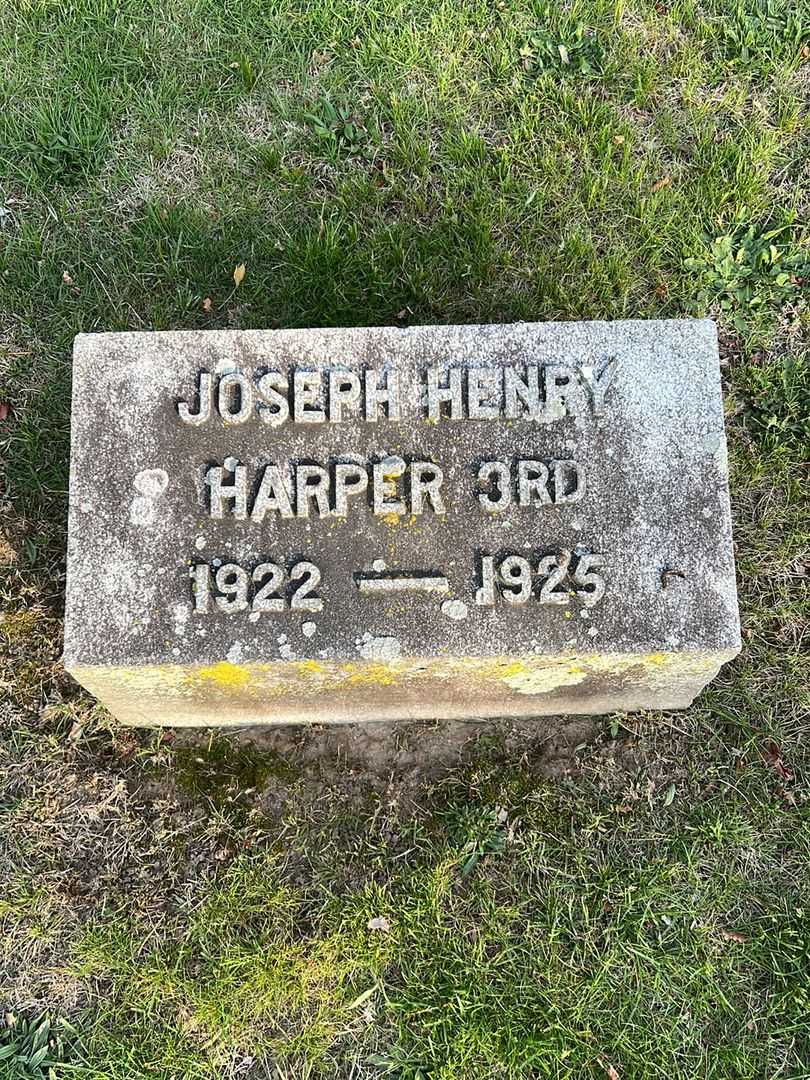 JOSEPH HENRY
HARPER 3RD
1922 — 1925